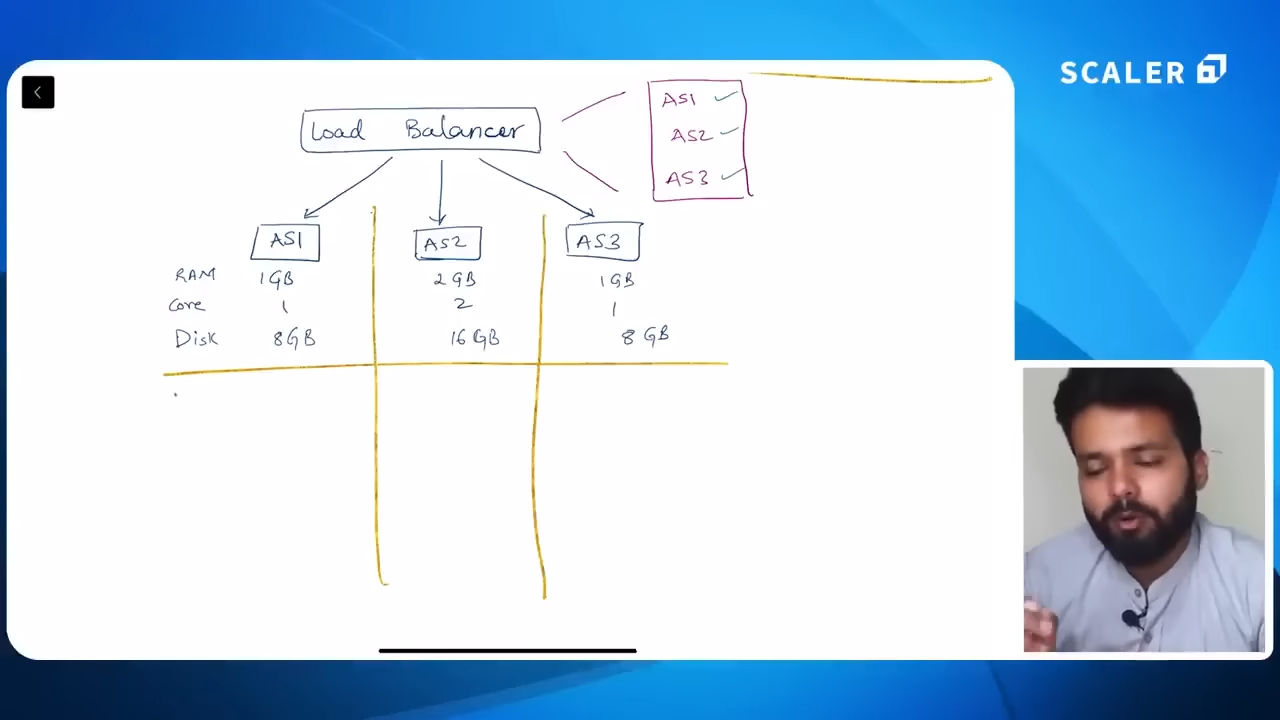 SCALER
Load Balancer
AS1
AS2
AS3
AS1 AS2 AS3
RAM 1GB 2GB 1GB
Core 1 2 1
Disk 8GB 16GB 8GB